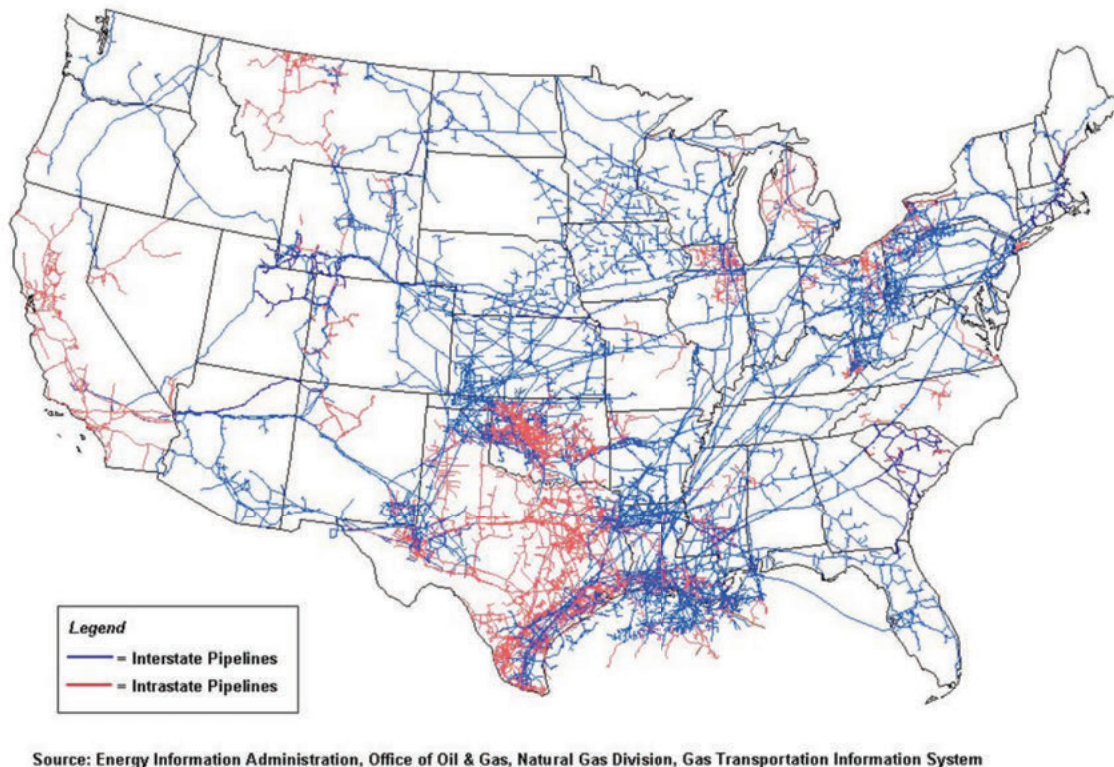 Legend
= Interstate Pipelines
= Intrastate Pipelines
Source: Energy Information Administration, Office of Oil & Gas, Natural Gas Division, Gas Transportation Information System